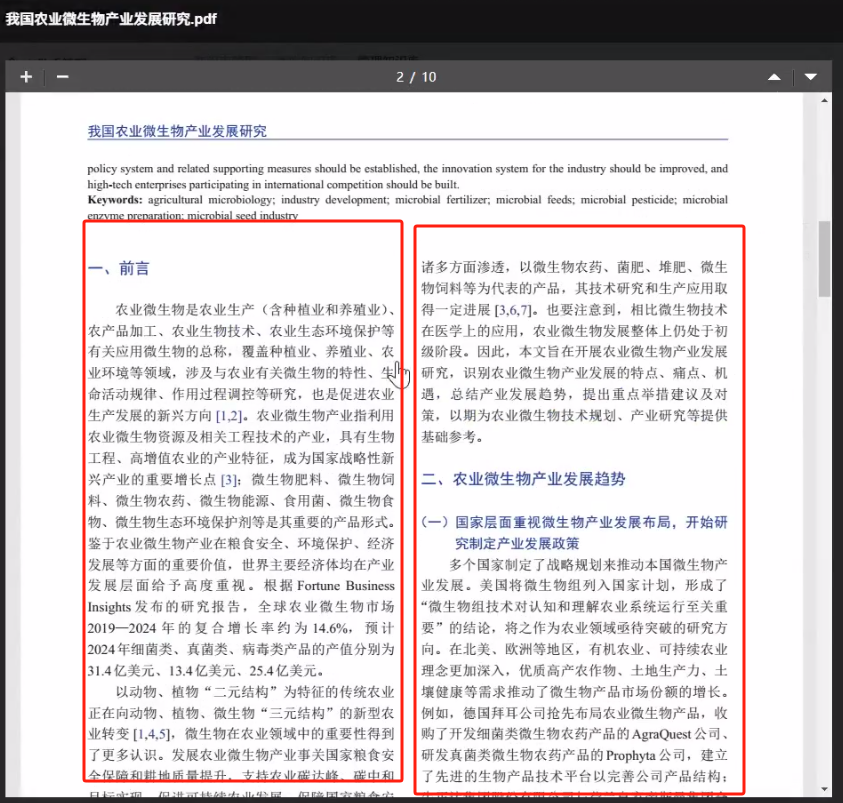 我国农业微生物产业发展研究.pdf
2 / 10
我国农业微生物产业发展研究
policy system and related supporting measures should be established, the innovation system for the industry should be improved, and
high-tech enterprises participating in international competition should be built.
Keywords: agricultural microbiology; industry development; microbial fertilizer; microbial feeds; microbial pesticide; microbial
enzyme preparation; microbial seed industry
一、前言
农业微生物是农业生产（含种植业和养殖业）、
农产品加工、农业生物技术、农业生态环境保护等
有关应用微生物的总称，覆盖种植业、养殖业、农
业环境等领域，涉及与农业有关微生物的特性、生
命活动规律、作用过程调控等研究，也是促进农业
生产发展的新兴方向 [1,2]。农业微生物产业指利用
农业微生物资源及相关工程技术的产业，具有生物
工程、高增值农业的产业特征，成为国家战略性新
兴产业的重要增长点 [3]；微生物肥料、微生物饲
料、微生物农药、微生物能源、食用菌、微生物食
物、微生物生态环境保护剂等是其重要的产品形式。
鉴于农业微生物产业在粮食安全、环境保护、经济
发展等方面的重要价值，世界主要经济体均在产业
发展层面给予高度重视。根据 Fortune Business
Insights 发布的研究报告，全球农业微生物市场
2019—2024 年的复合增长率约为 14.6%，预计
2024年细菌类、真菌类、病毒类产品的产值分别为
31.4亿美元、13.4亿美元、25.4亿美元。
以动物、植物“二元结构”为特征的传统农业
正在向动物、植物、微生物“三元结构”的新型农
业转变 [1,4,5]，微生物在农业领域中的重要性得到
了更多认识。发展农业微生物产业事关国家粮食安
全保障和耕地质量提升，支持农业碳达峰、碳中和
诸多方面渗透，以微生物农药、菌肥、堆肥、微生
物饲料等为代表的产品，其技术研究和生产应用取
得一定进展 [3,6,7]。也要注意到，相比微生物技术
在医学上的应用，农业微生物发展整体上仍处于初
级阶段。因此，本文旨在开展农业微生物产业发展
研究，识别农业微生物产业发展的特点、痛点、机
遇，总结产业发展趋势，提出重点举措建议及对
策，以期为农业微生物技术规划、产业研究等提供
基础参考。
二、农业微生物产业发展趋势
（一）国家层面重视微生物产业发展布局，开始研
究制定产业发展政策
多个国家制定了战略规划来推动本国微生物产
业发展。美国将微生物组列入国家计划，形成了
“微生物组技术对认知和理解农业系统运行至关重
要”的结论，将之作为农业领域亟待突破的研究方
向。在北美、欧洲等地区，有机农业、可持续农业
理念更加深入，优质高产农作物、土地生产力、土
壤健康等需求推动了微生物产品市场份额的增长。
例如，德国拜耳公司抢先布局农业微生物产品，收
购了开发细菌类微生物农药产品的 AgraQuest 公司、
研发真菌类微生物农药产品的 Prophyta 公司，建立
了先进的生物产品技术平台以完善公司产品结构；